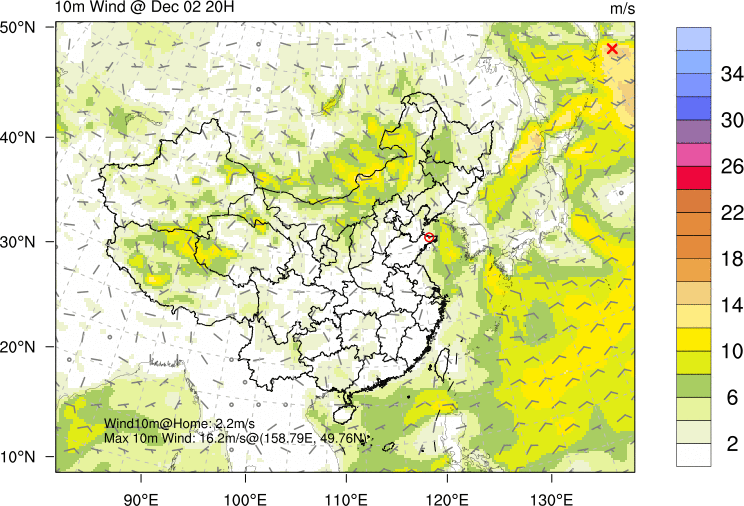 10m Wind @ Dec 02 20H m/s
50°N
40°N
30°N
20°N
10°N
34
30
26
22
18
14
10
6
2
Wind10m@Home: 2.2m/s
Max 10m Wind: 16.2m/s@(158.79E, 49.76N)
90°E 100°E 110°E 120°E 130°E